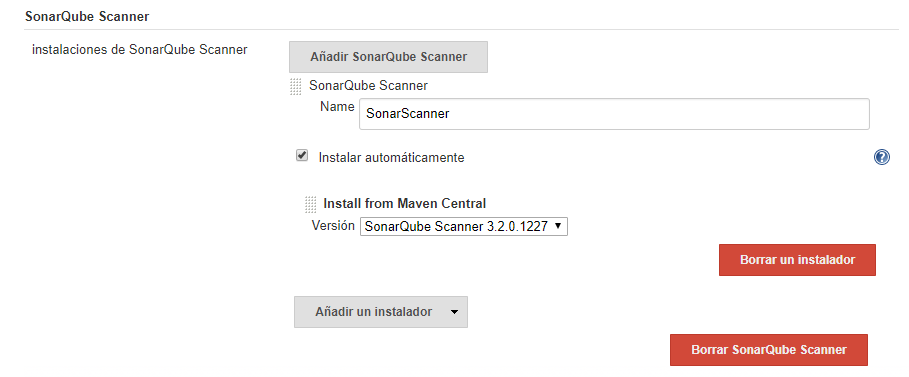 SonarQube Scanner
instalaciones de SonarQube Scanner
Añadir SonarQube Scanner
SonarQube Scanner
Name
SonarScanner
Instalar automáticamente
?
Install from Maven Central
Versión
SonarQube Scanner 3.2.0.1227
Borrar un instalador
Añadir un instalador
Borrar SonarQube Scanner